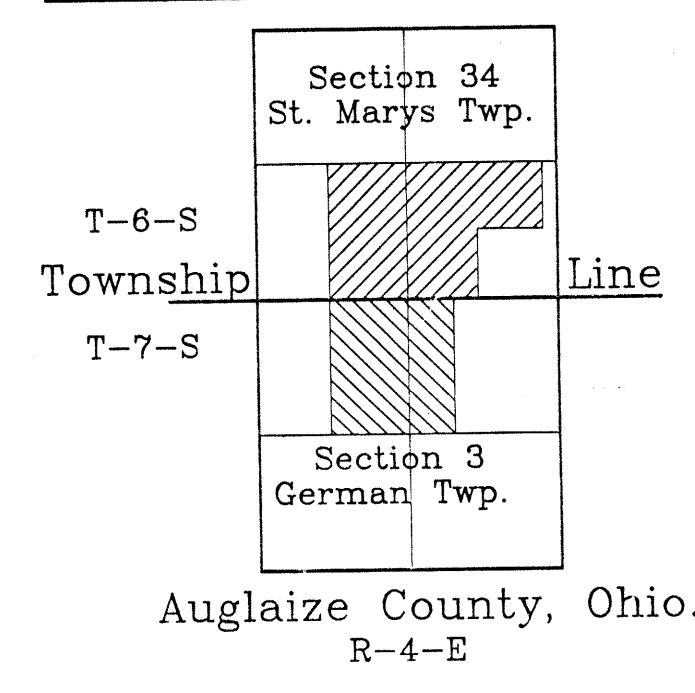 Section 34
St. Marys Twp.
T-6-S
Township Line
T-7-S
Section 3
German Twp.
Auglaize County, Ohio.
R-4-E